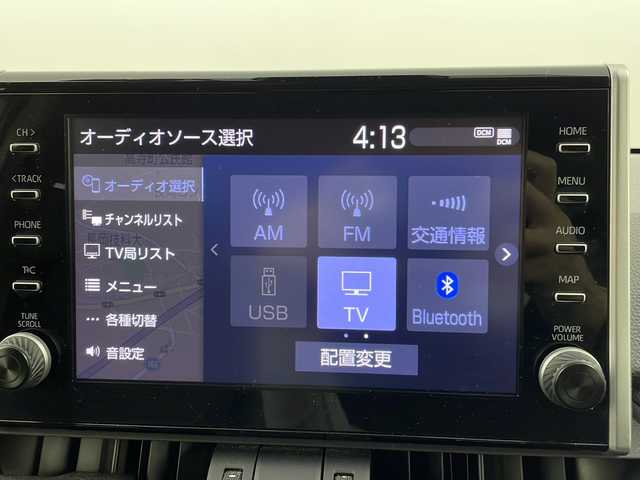 オーディオソース選択
4:13
DCM
DCM
オーディオ選択
チャンネルリスト
TV局リスト
メニュー
各種切替
音設定
AM
FM
交通情報
USB
TV
Bluetooth
配置変更
CH >
< TRACK
PHONE
TUNE
SCROLL
HOME
MENU
AUDIO
MAP
POWER
VOLUME